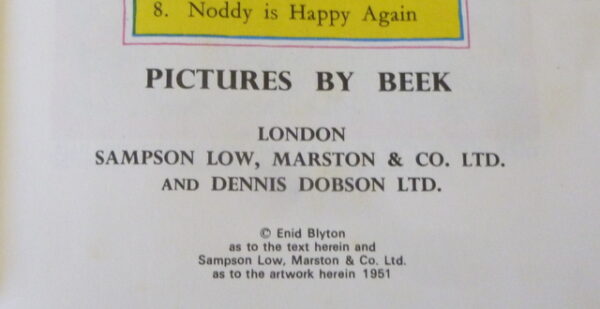 8. Noddy is Happy Again
PICTURES BY BEEK
LONDON
SAMPSON LOW, MARSTON & CO. LTD.
AND DENNIS DOBSON LTD.
© Enid Blyton
as to the text herein and
Sampson Low, Marston & Co. Ltd.
as to the artwork herein 1951